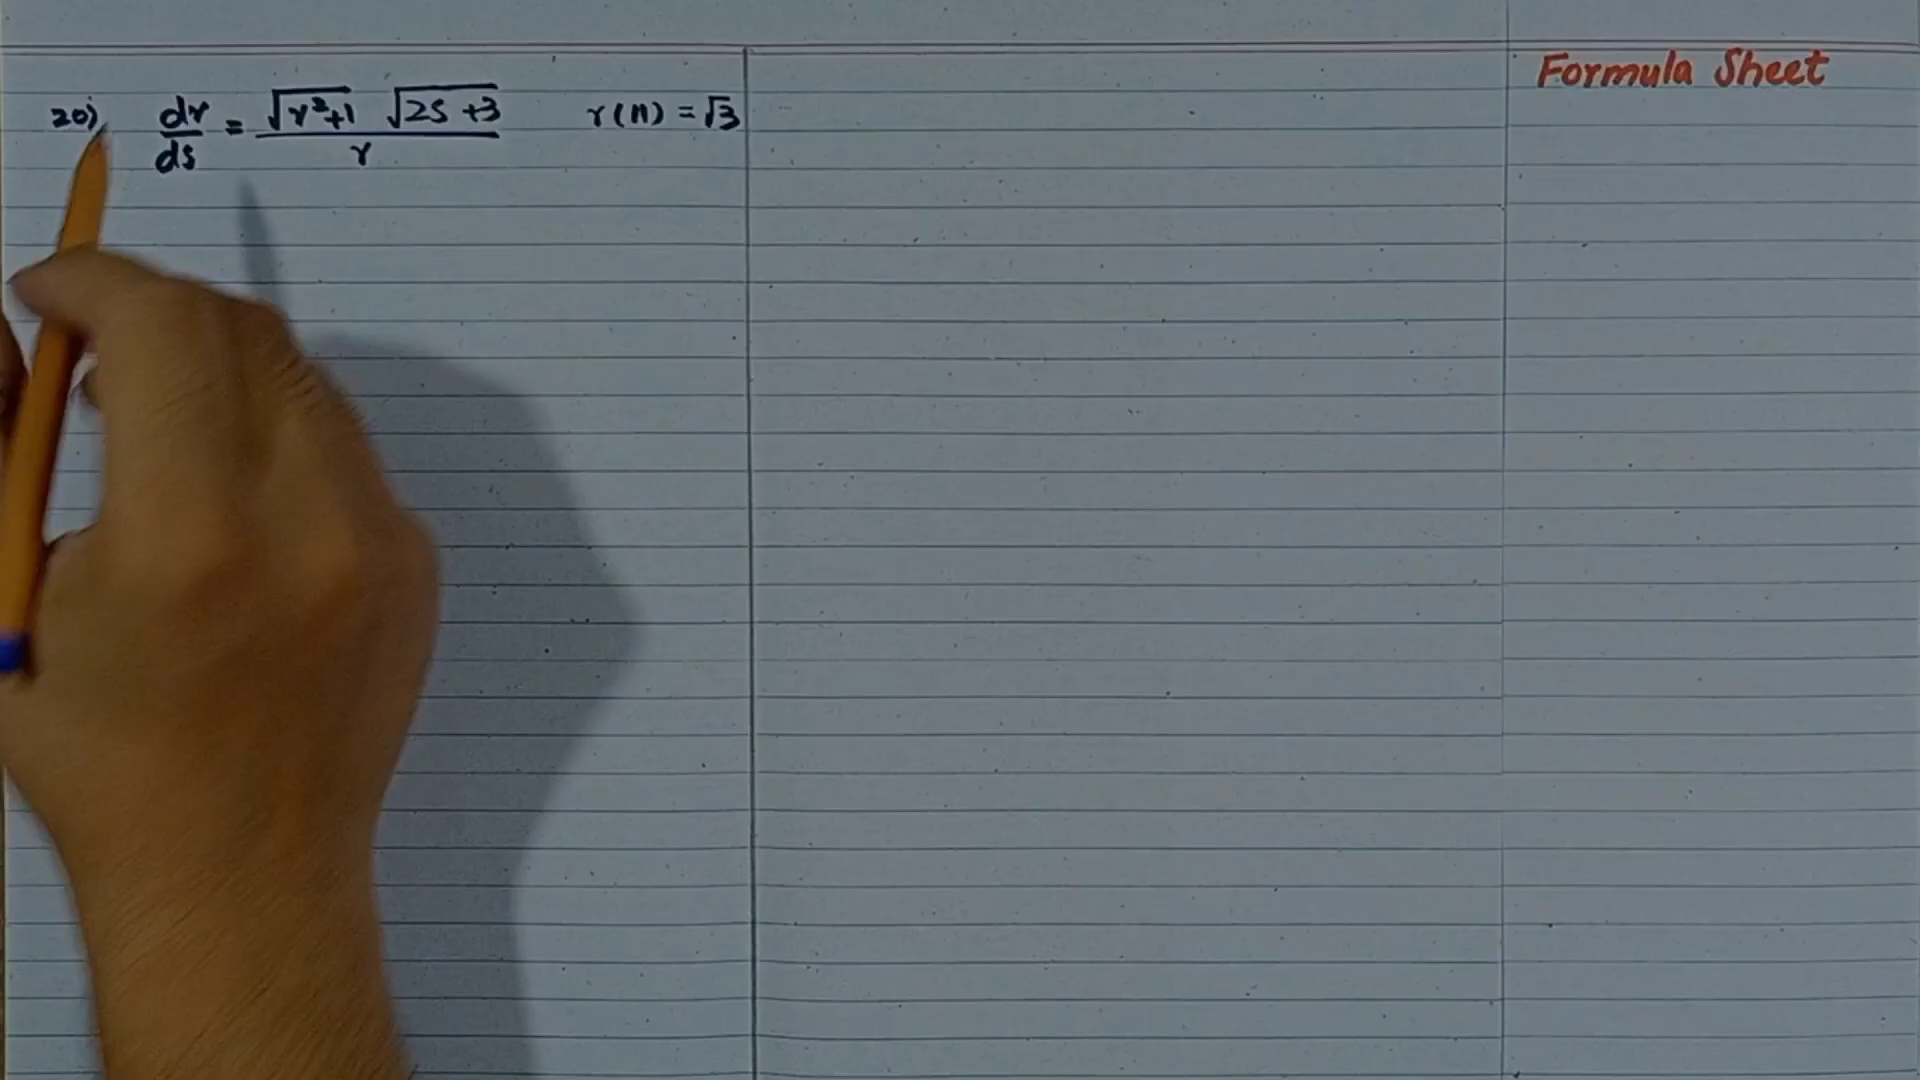 Formula Sheet
20) dr/ds = √(r²+1) √(2s+3) / r    r(11) = √3